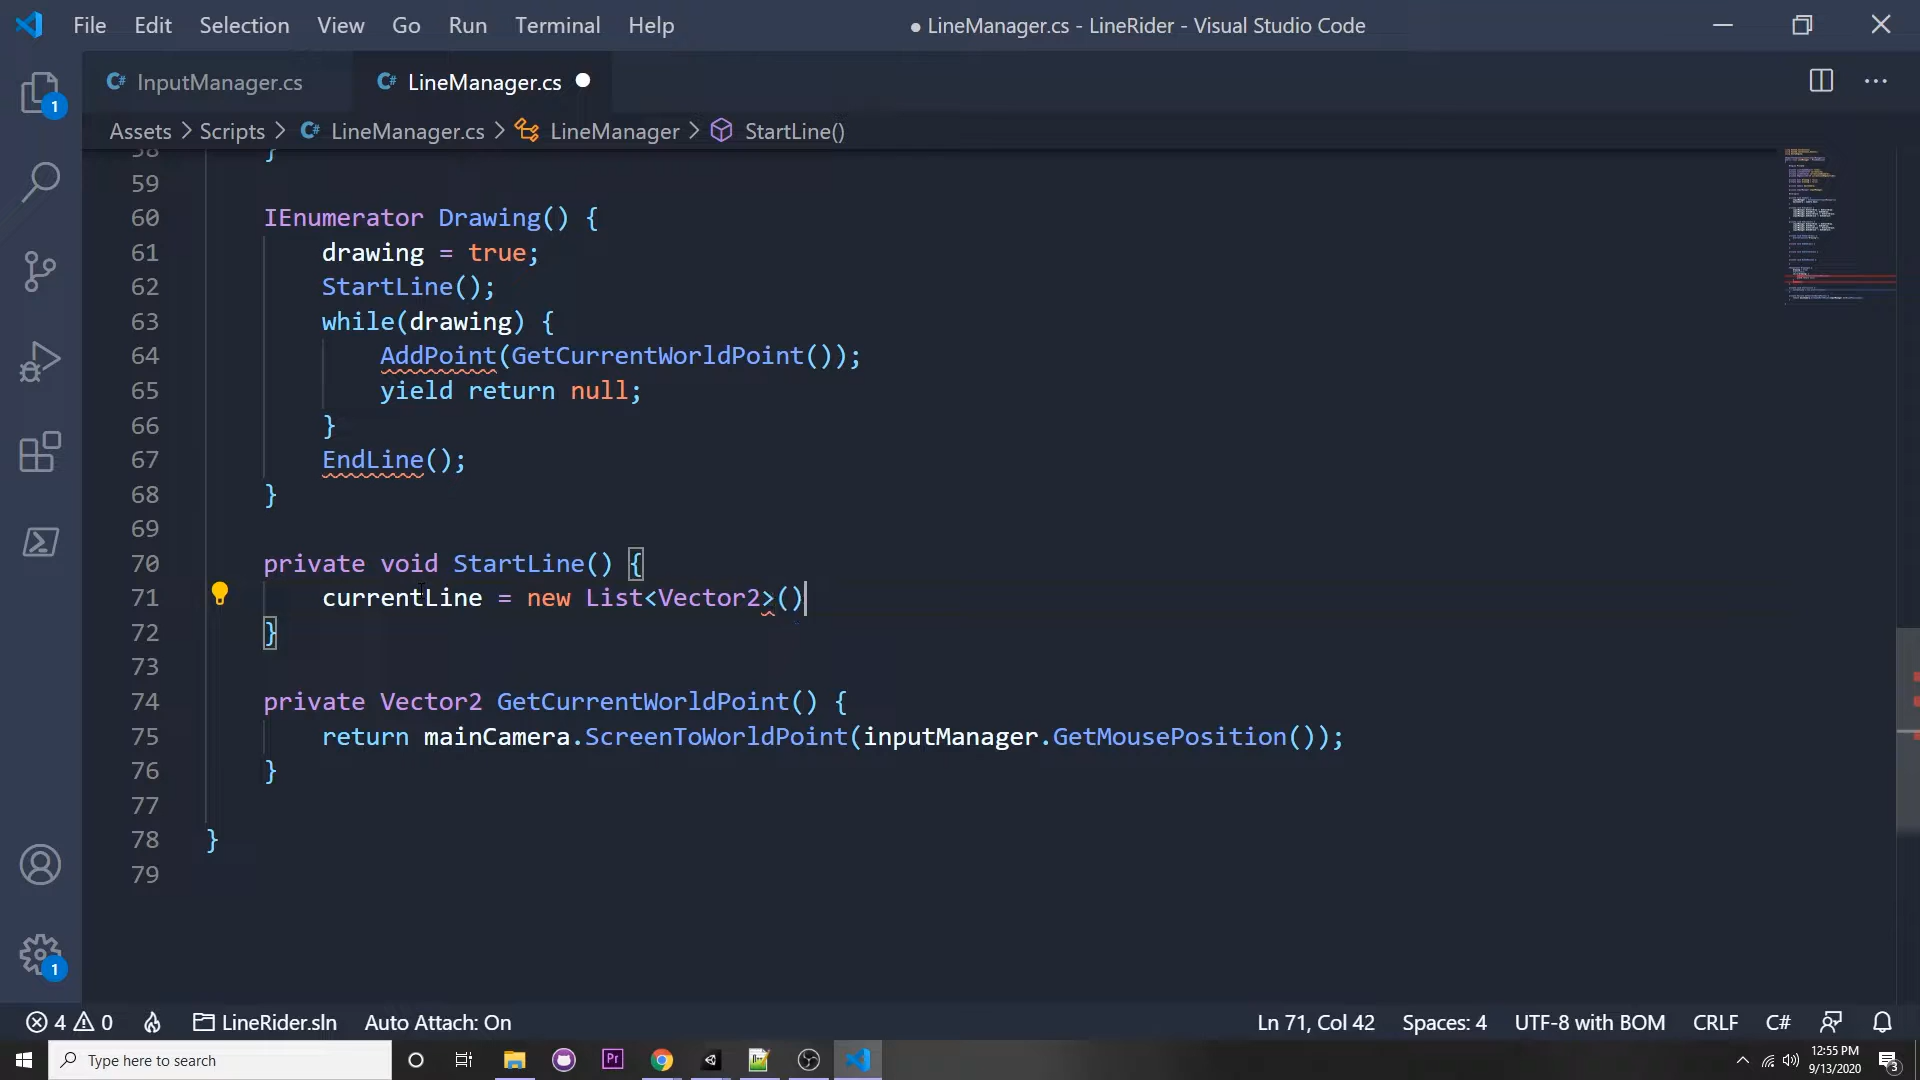 File Edit Selection View Go Run Terminal Help
● LineManager.cs - LineRider - Visual Studio Code
InputManager.cs
LineManager.cs
Assets > Scripts > LineManager.cs > LineManager > StartLine()
58 }
59
60 IEnumerator Drawing() {
61 drawing = true;
62 StartLine();
63 while(drawing) {
64 AddPoint(GetCurrentWorldPoint());
65 yield return null;
66 }
67 EndLine();
68 }
69
70 private void StartLine() {
71 currentLine = new List<Vector2>()
72 }
73
74 private Vector2 GetCurrentWorldPoint() {
75 return mainCamera.ScreenToWorldPoint(inputManager.GetMousePosition());
76 }
77
78 }
79
1
1
4 0 LineRider.sln Auto Attach: On
Ln 71, Col 42 Spaces: 4 UTF-8 with BOM CRLF C#
Type here to search
Pr
12:55 PM
9/13/2020
3